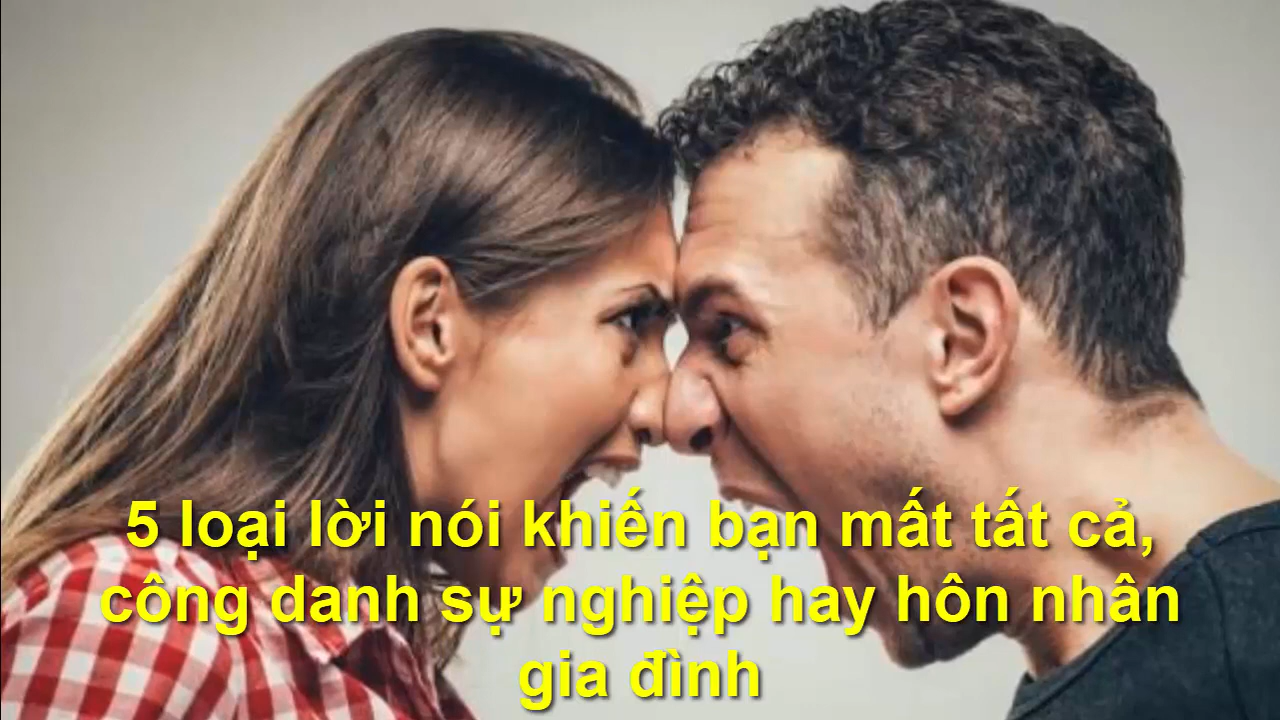 5 loại lời nói khiến bạn mất tất cả,
công danh sự nghiệp hay hôn nhân
gia đình